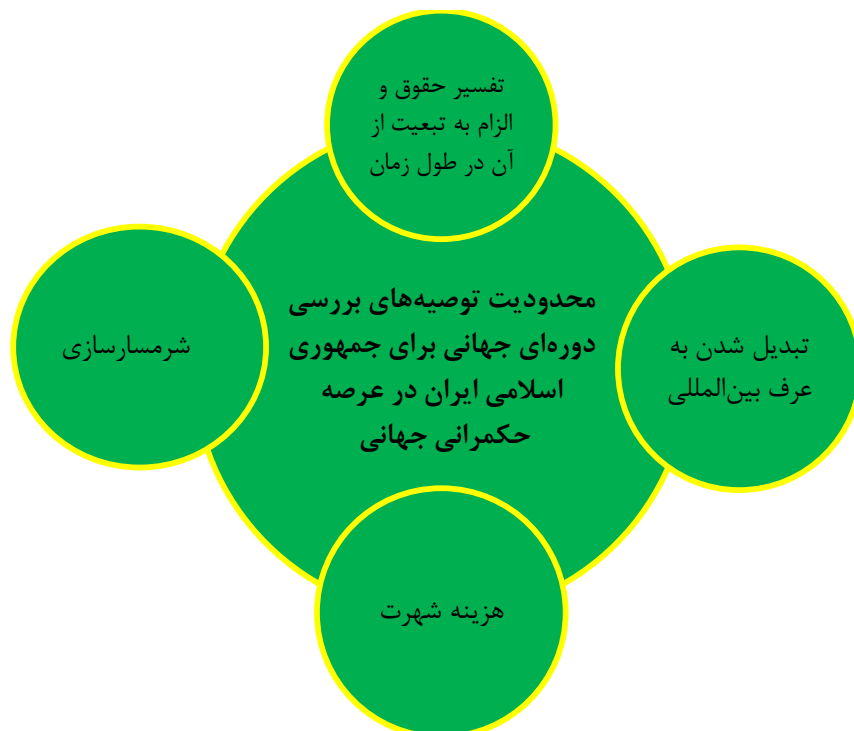 تفسیر حقوق و
الزام به تبعیت از
آن در طول زمان
محدودیت توصیه‌های بررسی
دوره‌ای جهانی برای جمهوری
اسلامی ایران در عرصه
حکمرانی جهانی
تبدیل شدن به
عرف بین‌المللی
شرمسارسازی
هزینه شهرت